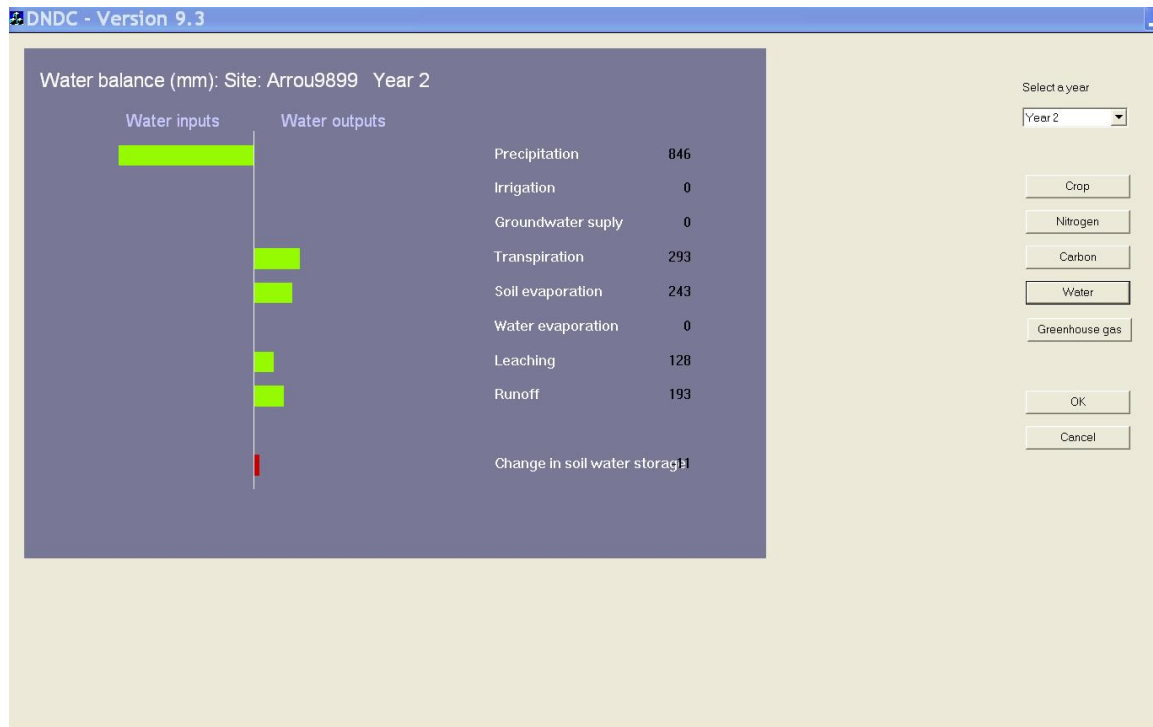 DNDC - Version 9.3
Water balance (mm): Site: Arrou9899 Year 2
Water inputs Water outputs
Precipitation 846
Irrigation 0
Groundwater suply 0
Transpiration 293
Soil evaporation 243
Water evaporation 0
Leaching 128
Runoff 193
Change in soil water storage -11
Select a year
Year 2
Crop
Nitrogen
Carbon
Water
Greenhouse gas
OK
Cancel